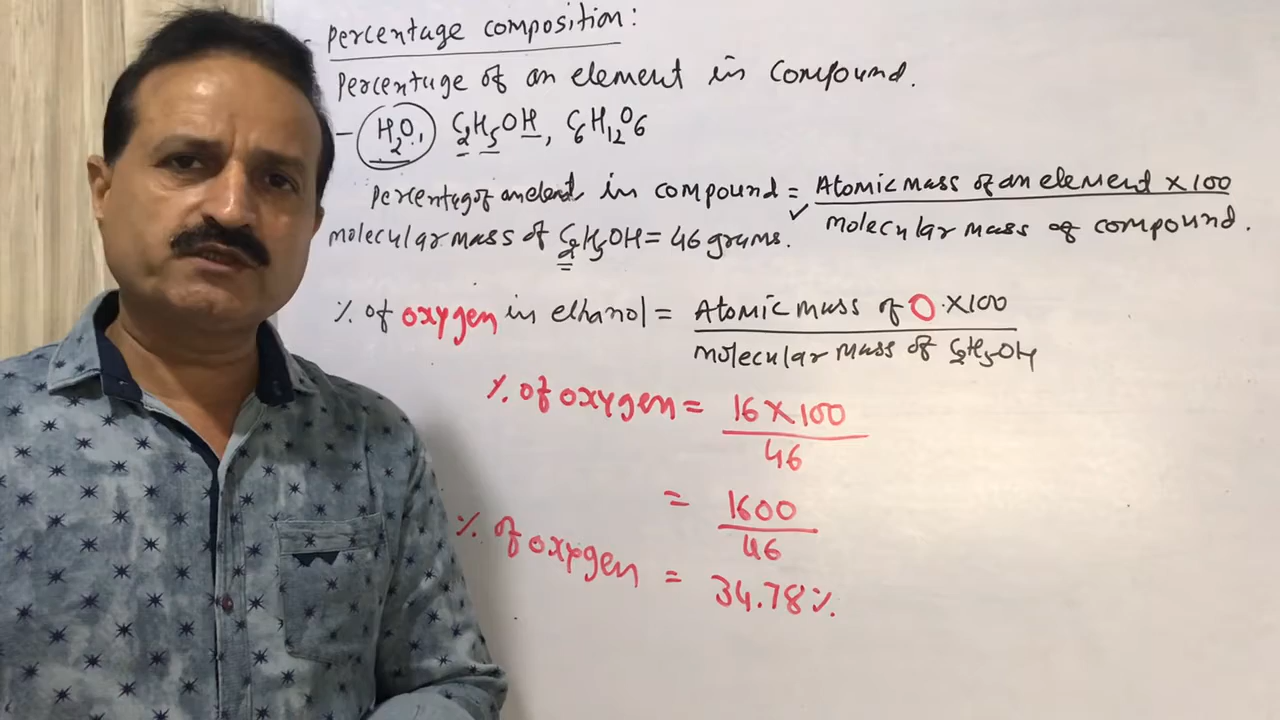 - Percentage composition:
Percentage of an element in compound.
- H2O, C2H5OH, C6H12O6
Percentage of an element in compound = Atomic mass of an element × 100
molecular mass of compound.
molecular mass of C2H5OH = 46 grams.
% of oxygen in ethanol = Atomic mass of O × 100
molecular mass of C2H5OH
% of oxygen = 16 × 100
46
= 1600
46
% of oxygen = 34.78%